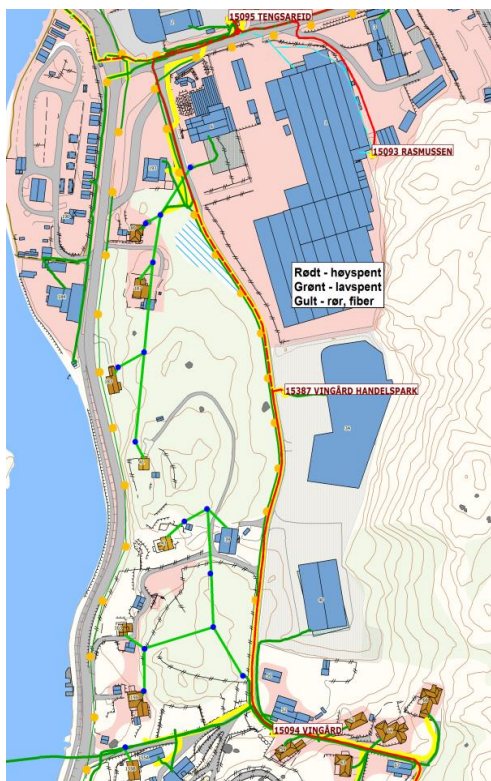 15095 TENGSAREID
15093 RASMUSSEN
Rødt - høyspent
Grønt - lavspent
Gult - rør, fiber
15387 VINGÅRD HANDELSPARK
15094 VINGÅRD